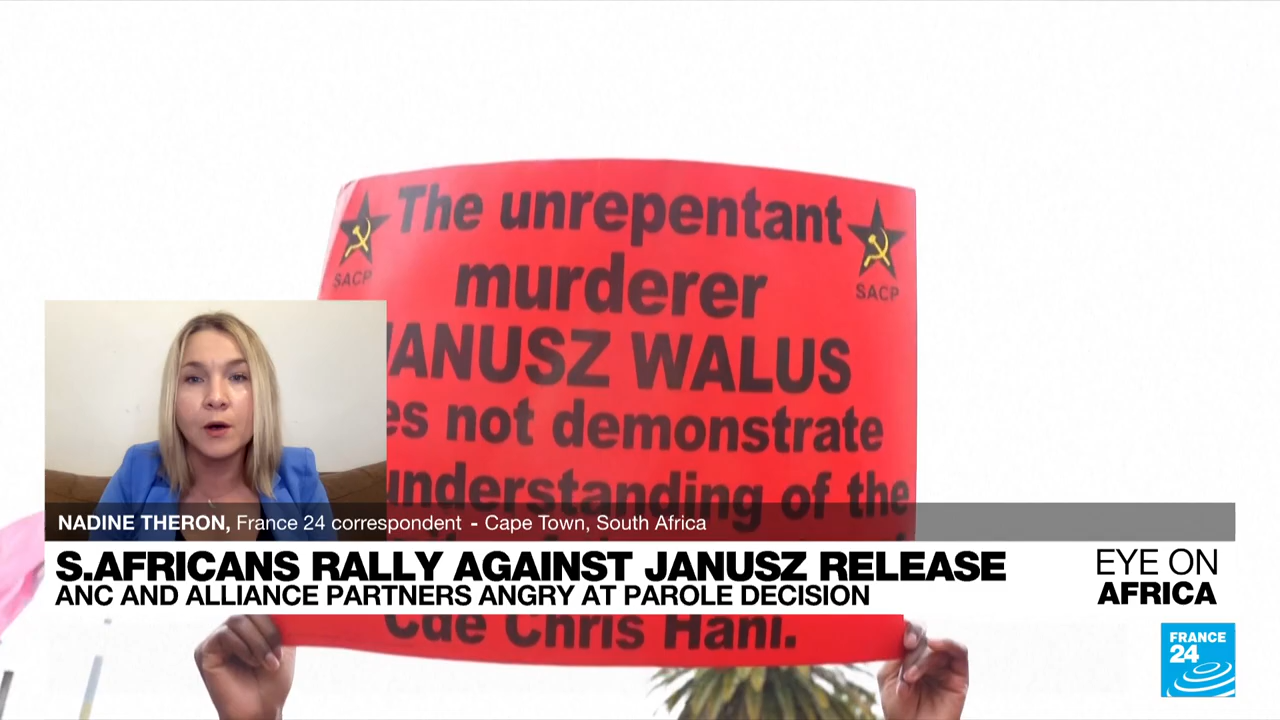 The unrepentant
SACP
SACP
murderer
JANUSZ WALUS
es not demonstrate
understanding of the
Cde Chris Hani.
NADINE THERON, France 24 correspondent - Cape Town, South Africa
S.AFRICANS RALLY AGAINST JANUSZ RELEASE
ANC AND ALLIANCE PARTNERS ANGRY AT PAROLE DECISION
EYE ON
AFRICA
FRANCE
24